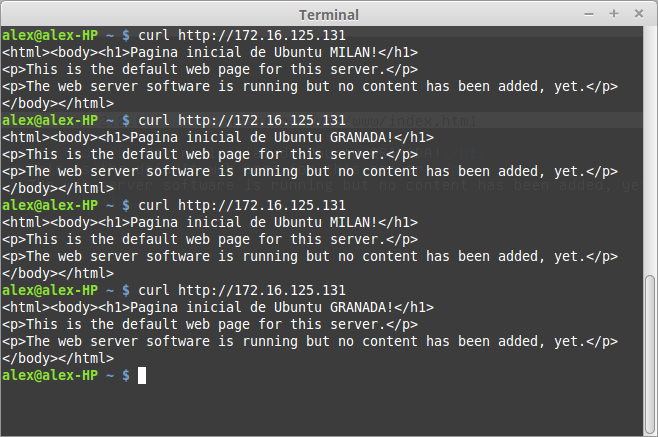 Terminal
alex@alex-HP ~ $ curl http://172.16.125.131
<html><body><h1>Pagina inicial de Ubuntu MILAN!</h1>
<p>This is the default web page for this server.</p>
<p>The web server software is running but no content has been added, yet.</p>
</body></html>
alex@alex-HP ~ $ curl http://172.16.125.131
<html><body><h1>Pagina inicial de Ubuntu GRANADA!</h1>
<p>This is the default web page for this server.</p>
<p>The web server software is running but no content has been added, yet.</p>
</body></html>
alex@alex-HP ~ $ curl http://172.16.125.131
<html><body><h1>Pagina inicial de Ubuntu MILAN!</h1>
<p>This is the default web page for this server.</p>
<p>The web server software is running but no content has been added, yet.</p>
</body></html>
alex@alex-HP ~ $ curl http://172.16.125.131
<html><body><h1>Pagina inicial de Ubuntu GRANADA!</h1>
<p>This is the default web page for this server.</p>
<p>The web server software is running but no content has been added, yet.</p>
</body></html>
alex@alex-HP ~ $